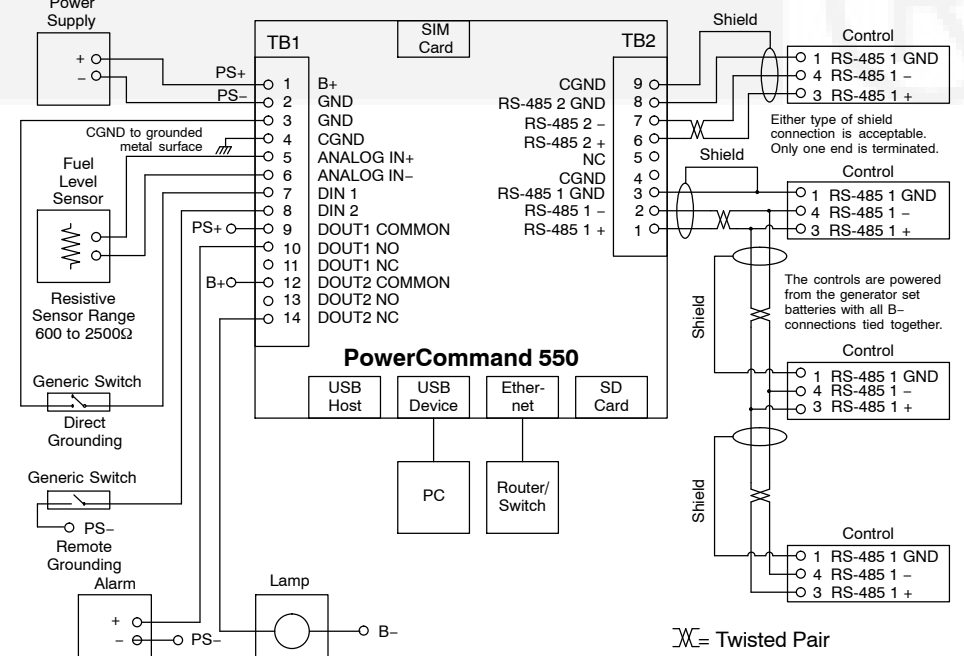 Power
Supply
+
−
PS+
PS−
CGND to grounded
metal surface
Fuel
Level
Sensor
Resistive
Sensor Range
600 to 2500Ω
PS+
B+
Generic Switch
Direct
Grounding
Generic Switch
PS−
Remote
Grounding
Alarm
+
− PS−
Lamp
B−
SIM
Card
TB1
1 B+
2 GND
3 GND
4 CGND
5 ANALOG IN+
6 ANALOG IN−
7 DIN 1
8 DIN 2
9 DOUT1 COMMON
10 DOUT1 NO
11 DOUT1 NC
12 DOUT2 COMMON
13 DOUT2 NO
14 DOUT2 NC
TB2
CGND 9
RS-485 2 GND 8
RS-485 2 − 7
RS-485 2 + 6
NC 5
CGND 4
RS-485 1 GND 3
RS-485 1 − 2
RS-485 1 + 1
PowerCommand 550
USB
Host
USB
Device
Ether-
net
SD
Card
PC
Router/
Switch
Shield
Control
1 RS-485 1 GND
4 RS-485 1 −
3 RS-485 1 +
Either type of shield
connection is acceptable.
Only one end is terminated.
Shield
Control
1 RS-485 1 GND
4 RS-485 1 −
3 RS-485 1 +
The controls are powered
from the generator set
batteries with all B−
connections tied together.
Shield
Control
1 RS-485 1 GND
4 RS-485 1 −
3 RS-485 1 +
Shield
Control
1 RS-485 1 GND
4 RS-485 1 −
3 RS-485 1 +
= Twisted Pair